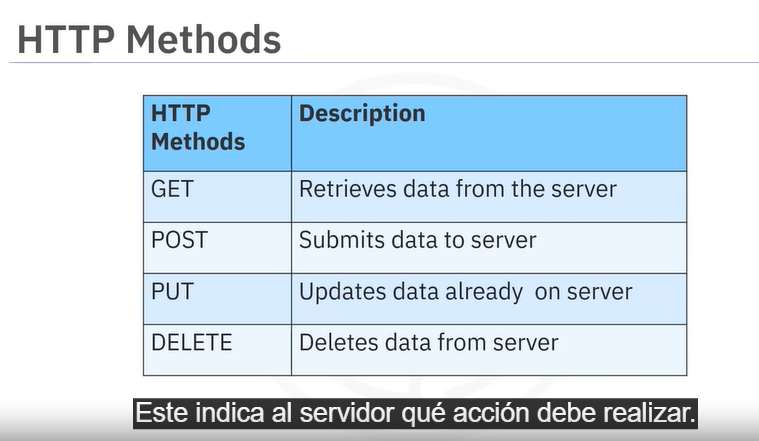 HTTP Methods
HTTP
Methods
Description
GET
Retrieves data from the server
POST
Submits data to server
PUT
Updates data already on server
DELETE
Deletes data from server
Este indica al servidor qué acción debe realizar.